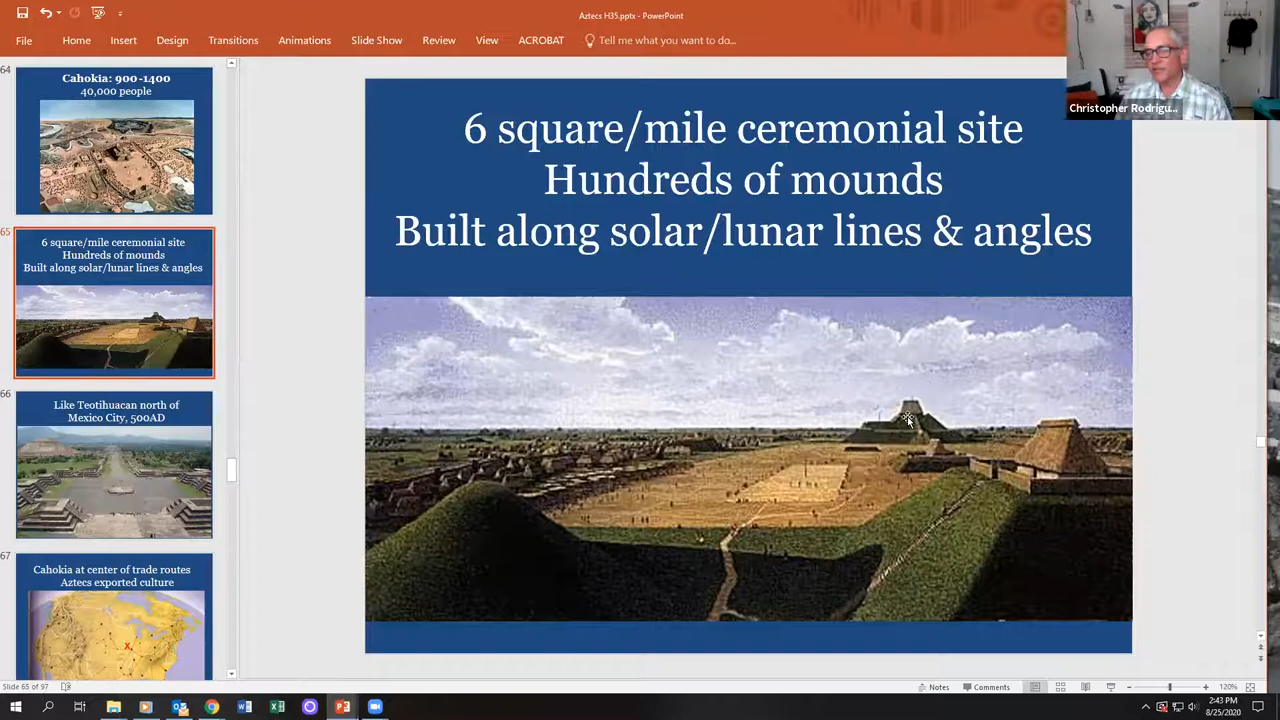 Aztecs H35.pptx - PowerPoint
File
Home
Insert
Design
Transitions
Animations
Slide Show
Review
View
ACROBAT
Tell me what you want to do...
Christopher Rodrigu...
64
Cahokia: 900-1400
40,000 people
65
6 square/mile ceremonial site
Hundreds of mounds
Built along solar/lunar lines & angles
66
Like Teotihuacan north of
Mexico City, 500AD
67
Cahokia at center of trade routes
Aztecs exported culture
X
6 square/mile ceremonial site
Hundreds of mounds
Built along solar/lunar lines & angles
Slide 65 of 97
Notes
Comments
120%
2:43 PM
8/25/2020